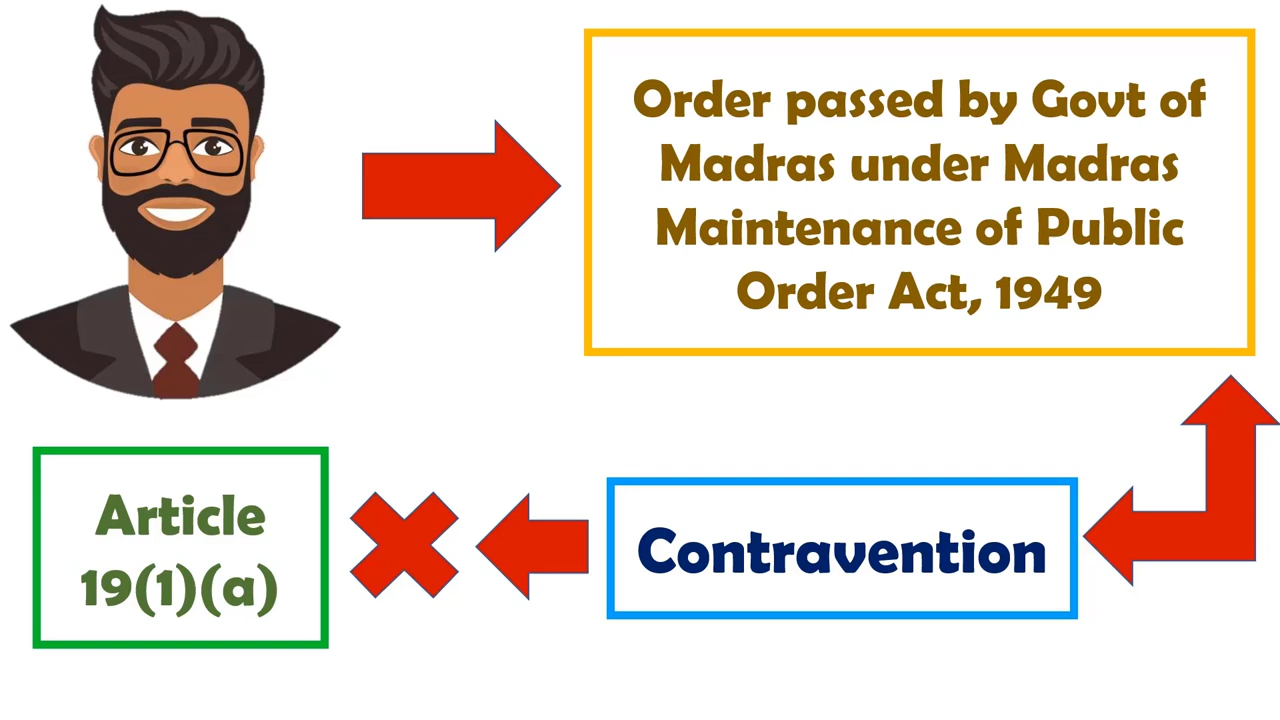 Order passed by Govt of
Madras under Madras
Maintenance of Public
Order Act, 1949
Article
19(1)(a)
Contravention